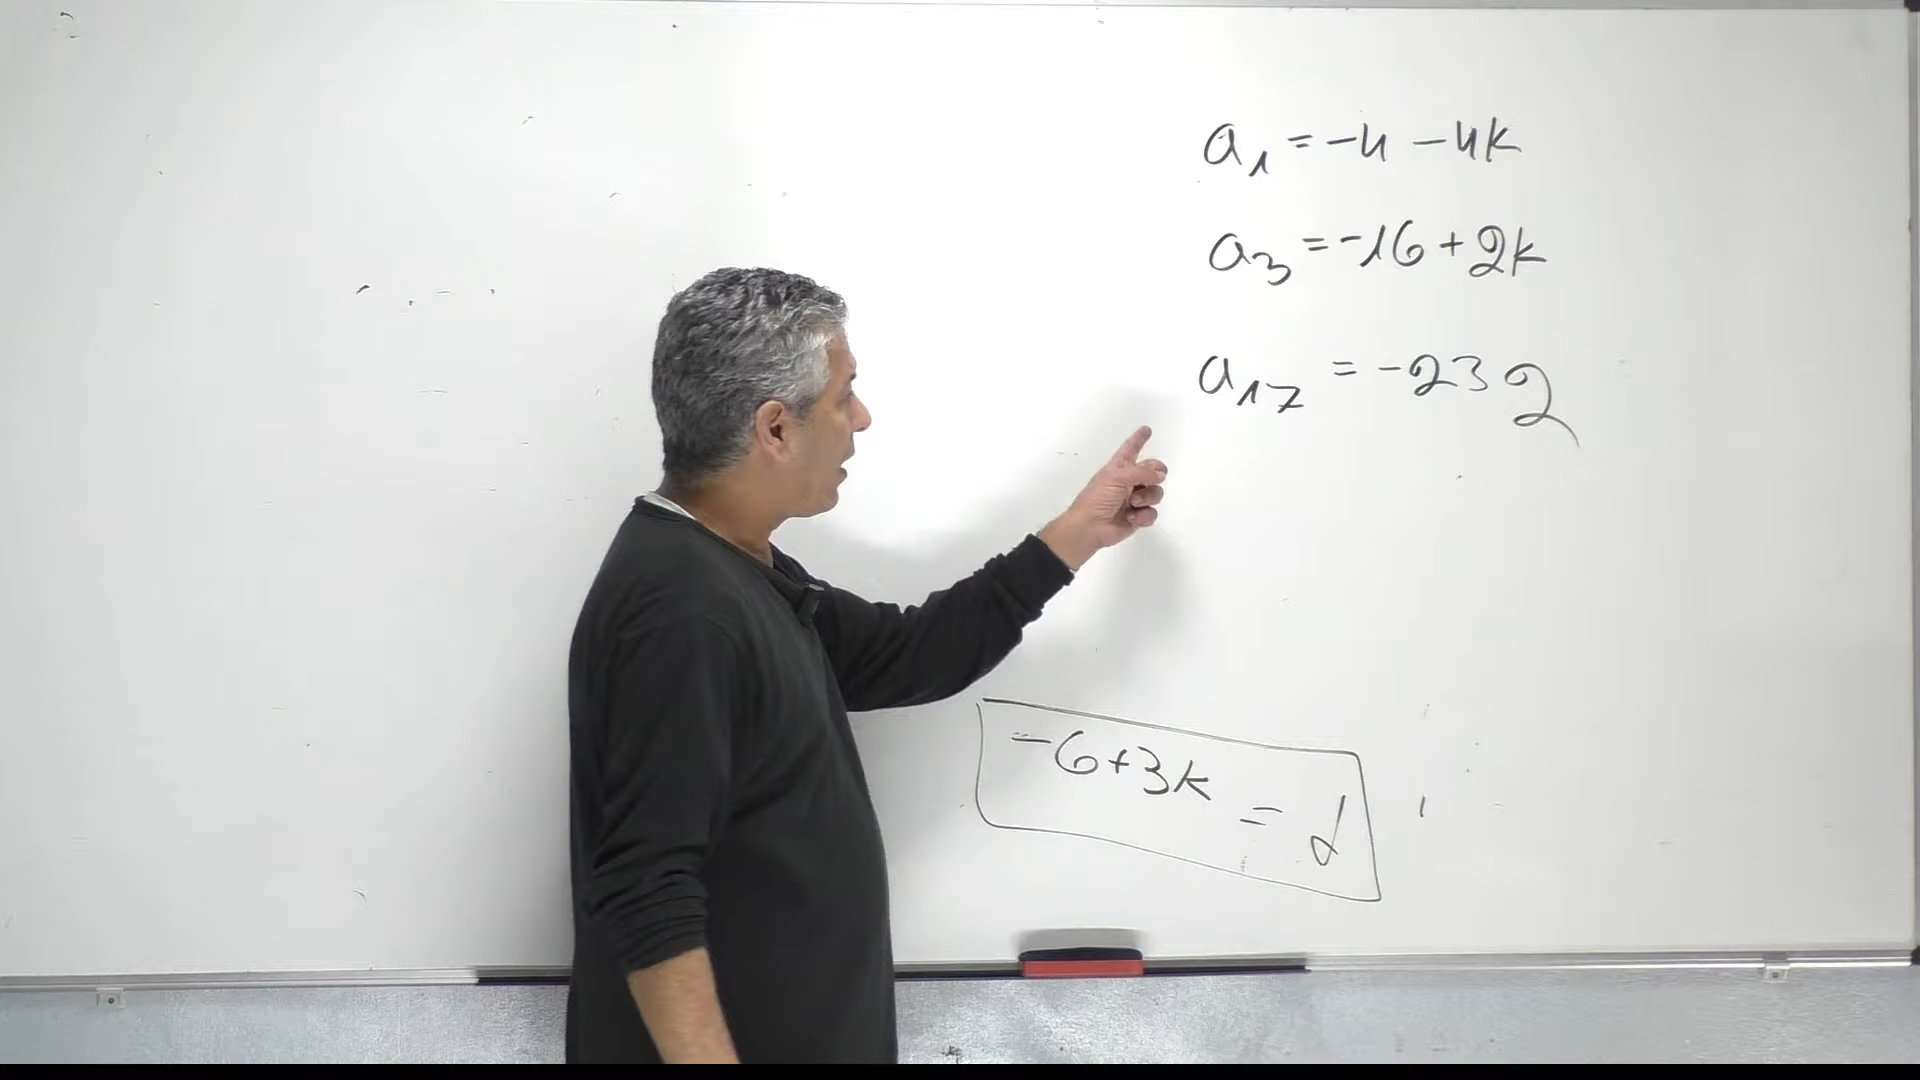 a₁ = -4 - 4k
a₃ = -16 + 2k
a₁₇ = -232
-6+3k = d